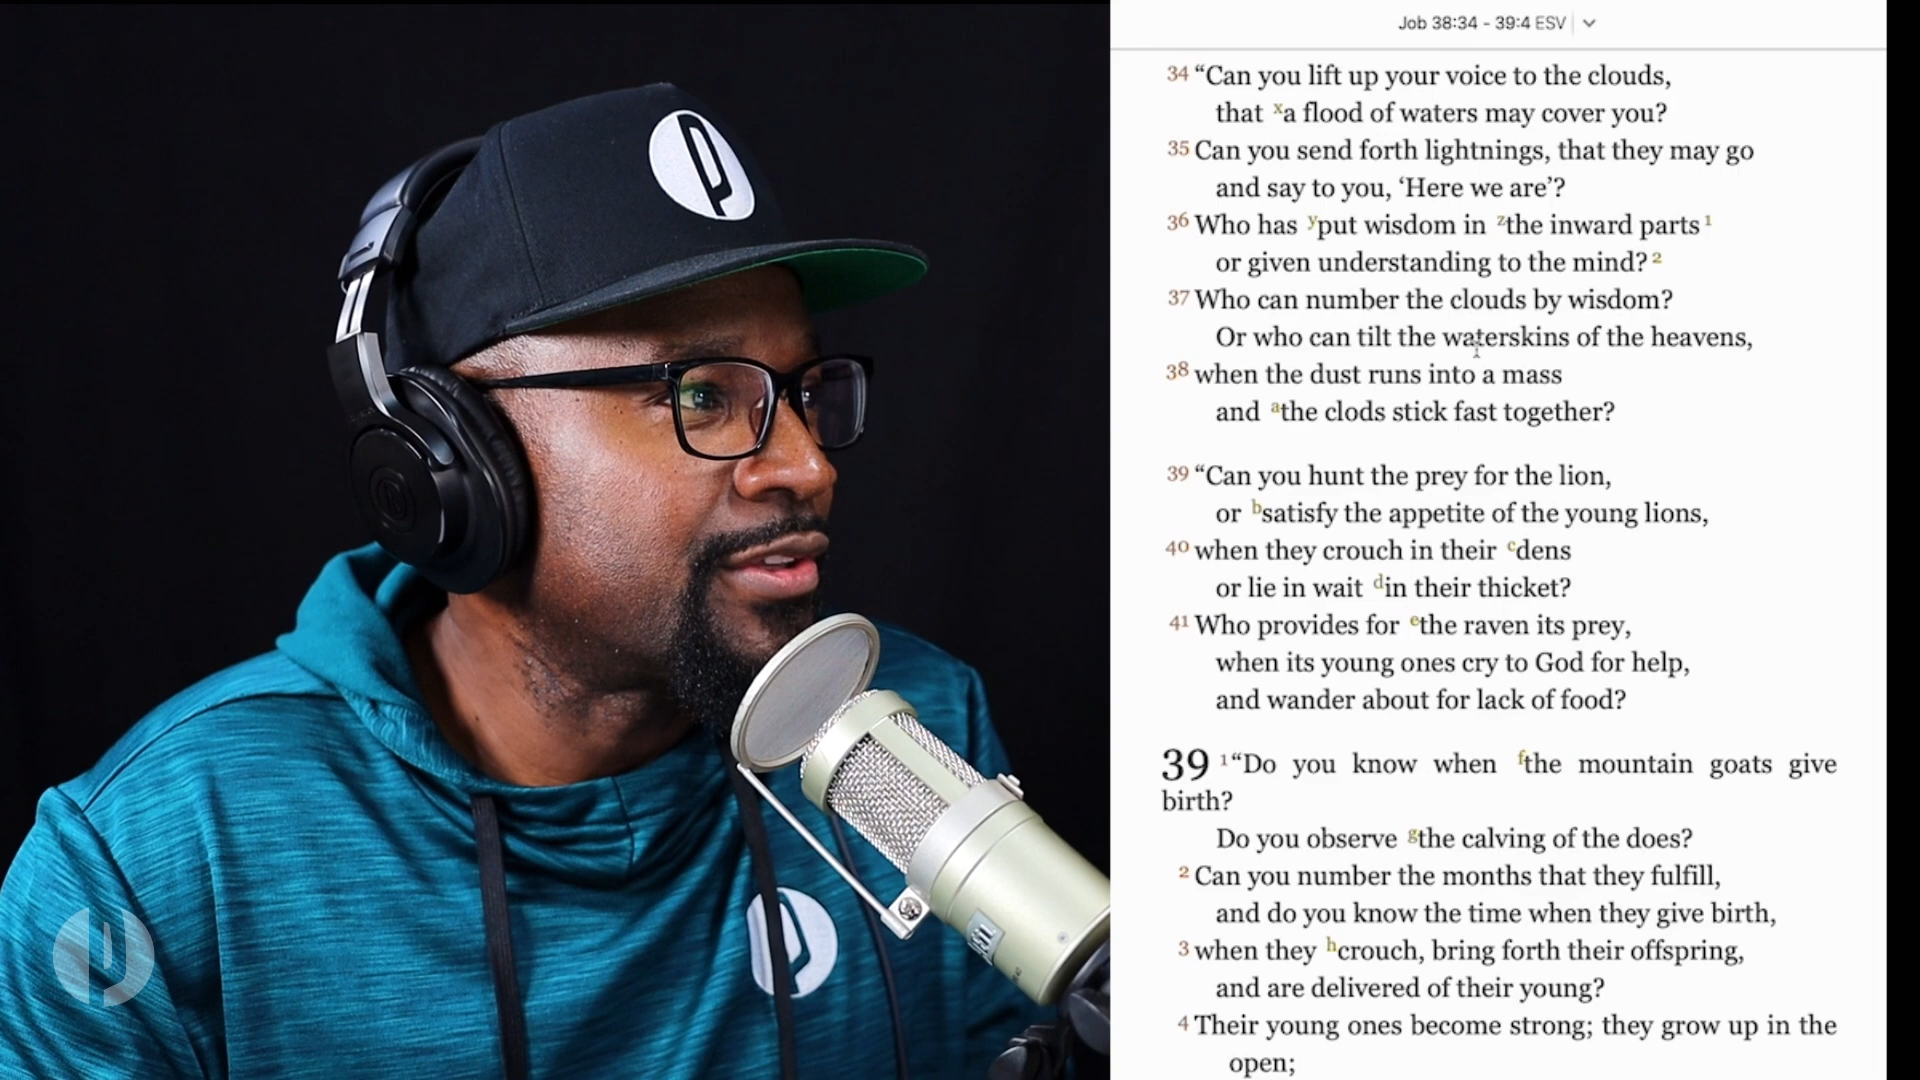 Job 38:34 - 39:4 ESV
34 “Can you lift up your voice to the clouds,
that xa flood of waters may cover you?
35 Can you send forth lightnings, that they may go
and say to you, ‘Here we are’?
36 Who has yput wisdom in zthe inward parts 1
or given understanding to the mind? 2
37 Who can number the clouds by wisdom?
Or who can tilt the waterskins of the heavens,
38 when the dust runs into a mass
and athe clods stick fast together?
39 “Can you hunt the prey for the lion,
or bsatisfy the appetite of the young lions,
40 when they crouch in their cdens
or lie in wait din their thicket?
41 Who provides for ethe raven its prey,
when its young ones cry to God for help,
and wander about for lack of food?
39 1 “Do you know when fthe mountain goats give
birth?
Do you observe gthe calving of the does?
2 Can you number the months that they fulfill,
and do you know the time when they give birth,
3 when they hcrouch, bring forth their offspring,
and are delivered of their young?
4 Their young ones become strong; they grow up in the
open;